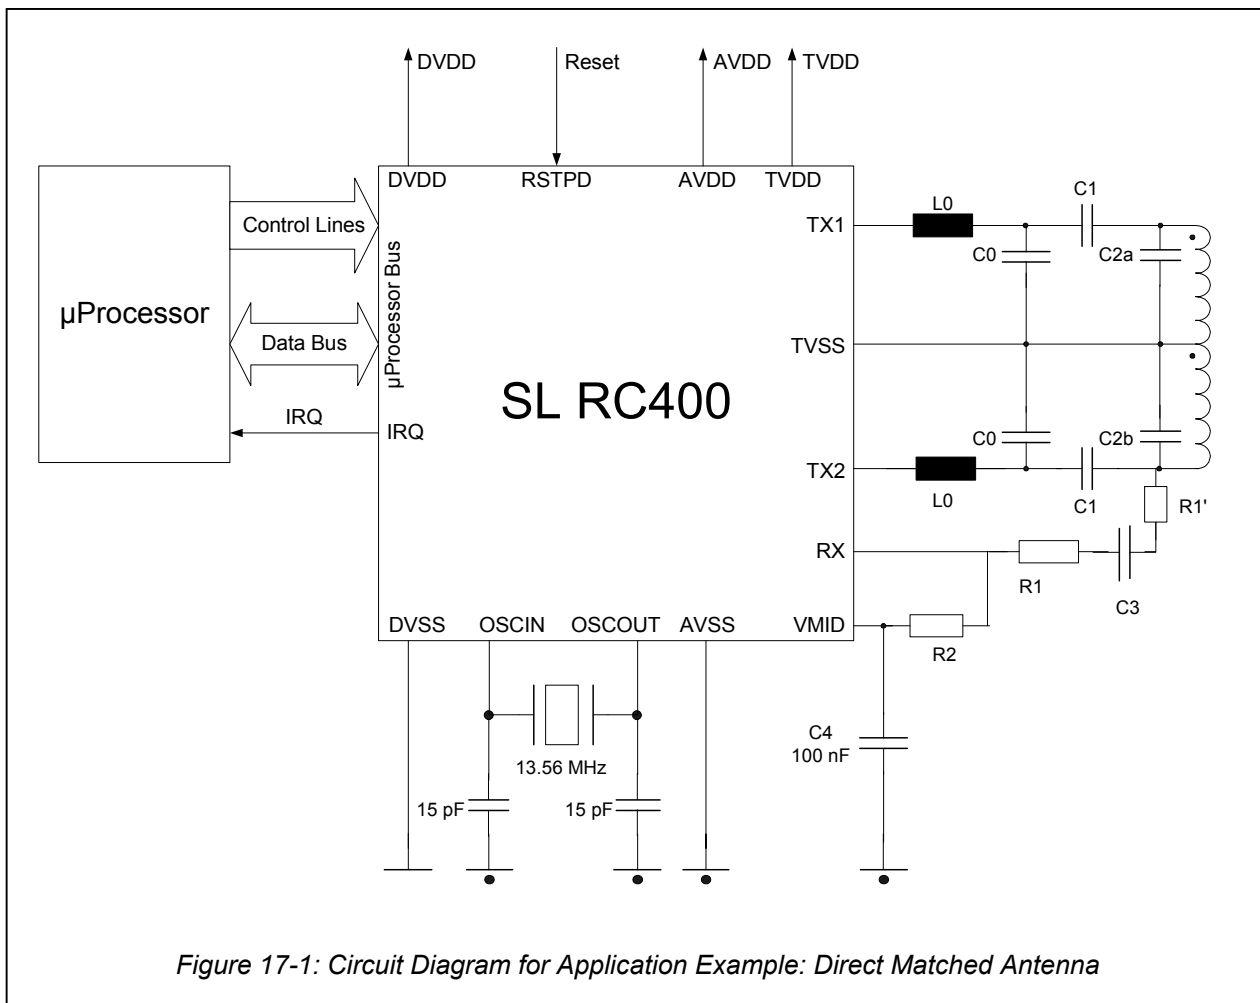 DVDD
Reset
AVDD
TVDD
DVDD
RSTPD
AVDD
TVDD
µProcessor
Control Lines
Data Bus
IRQ
µProcessor Bus
IRQ
SL RC400
TX1
TVSS
TX2
RX
VMID
L0
C1
C0
C2a
C0
C2b
L0
C1
R1'
R1
C3
R2
DVSS
OSCIN
OSCOUT
AVSS
13.56 MHz
15 pF
15 pF
C4
100 nF
Figure 17-1: Circuit Diagram for Application Example: Direct Matched Antenna